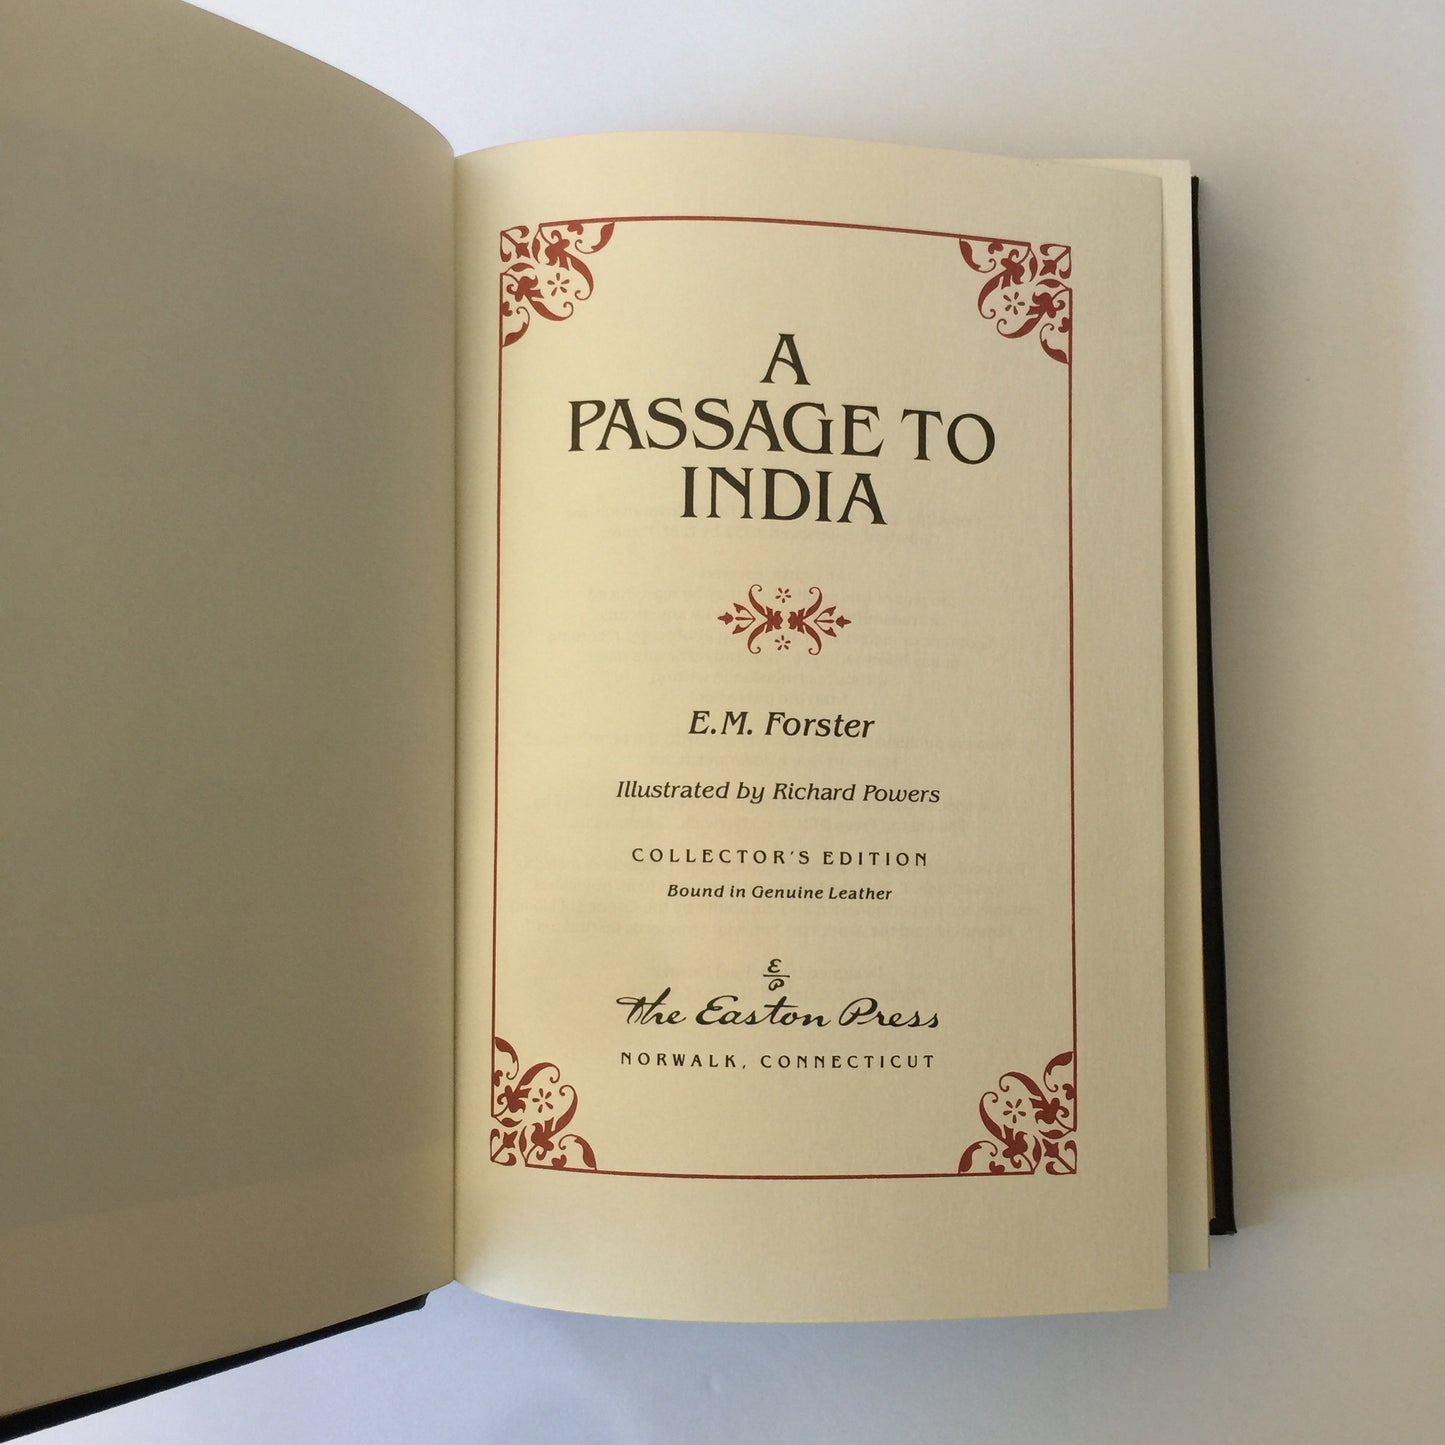 A
PASSAGE TO
INDIA
E.M. Forster
Illustrated by Richard Powers
COLLECTOR'S EDITION
Bound in Genuine Leather
E
P
The Easton Press
NORWALK, CONNECTICUT